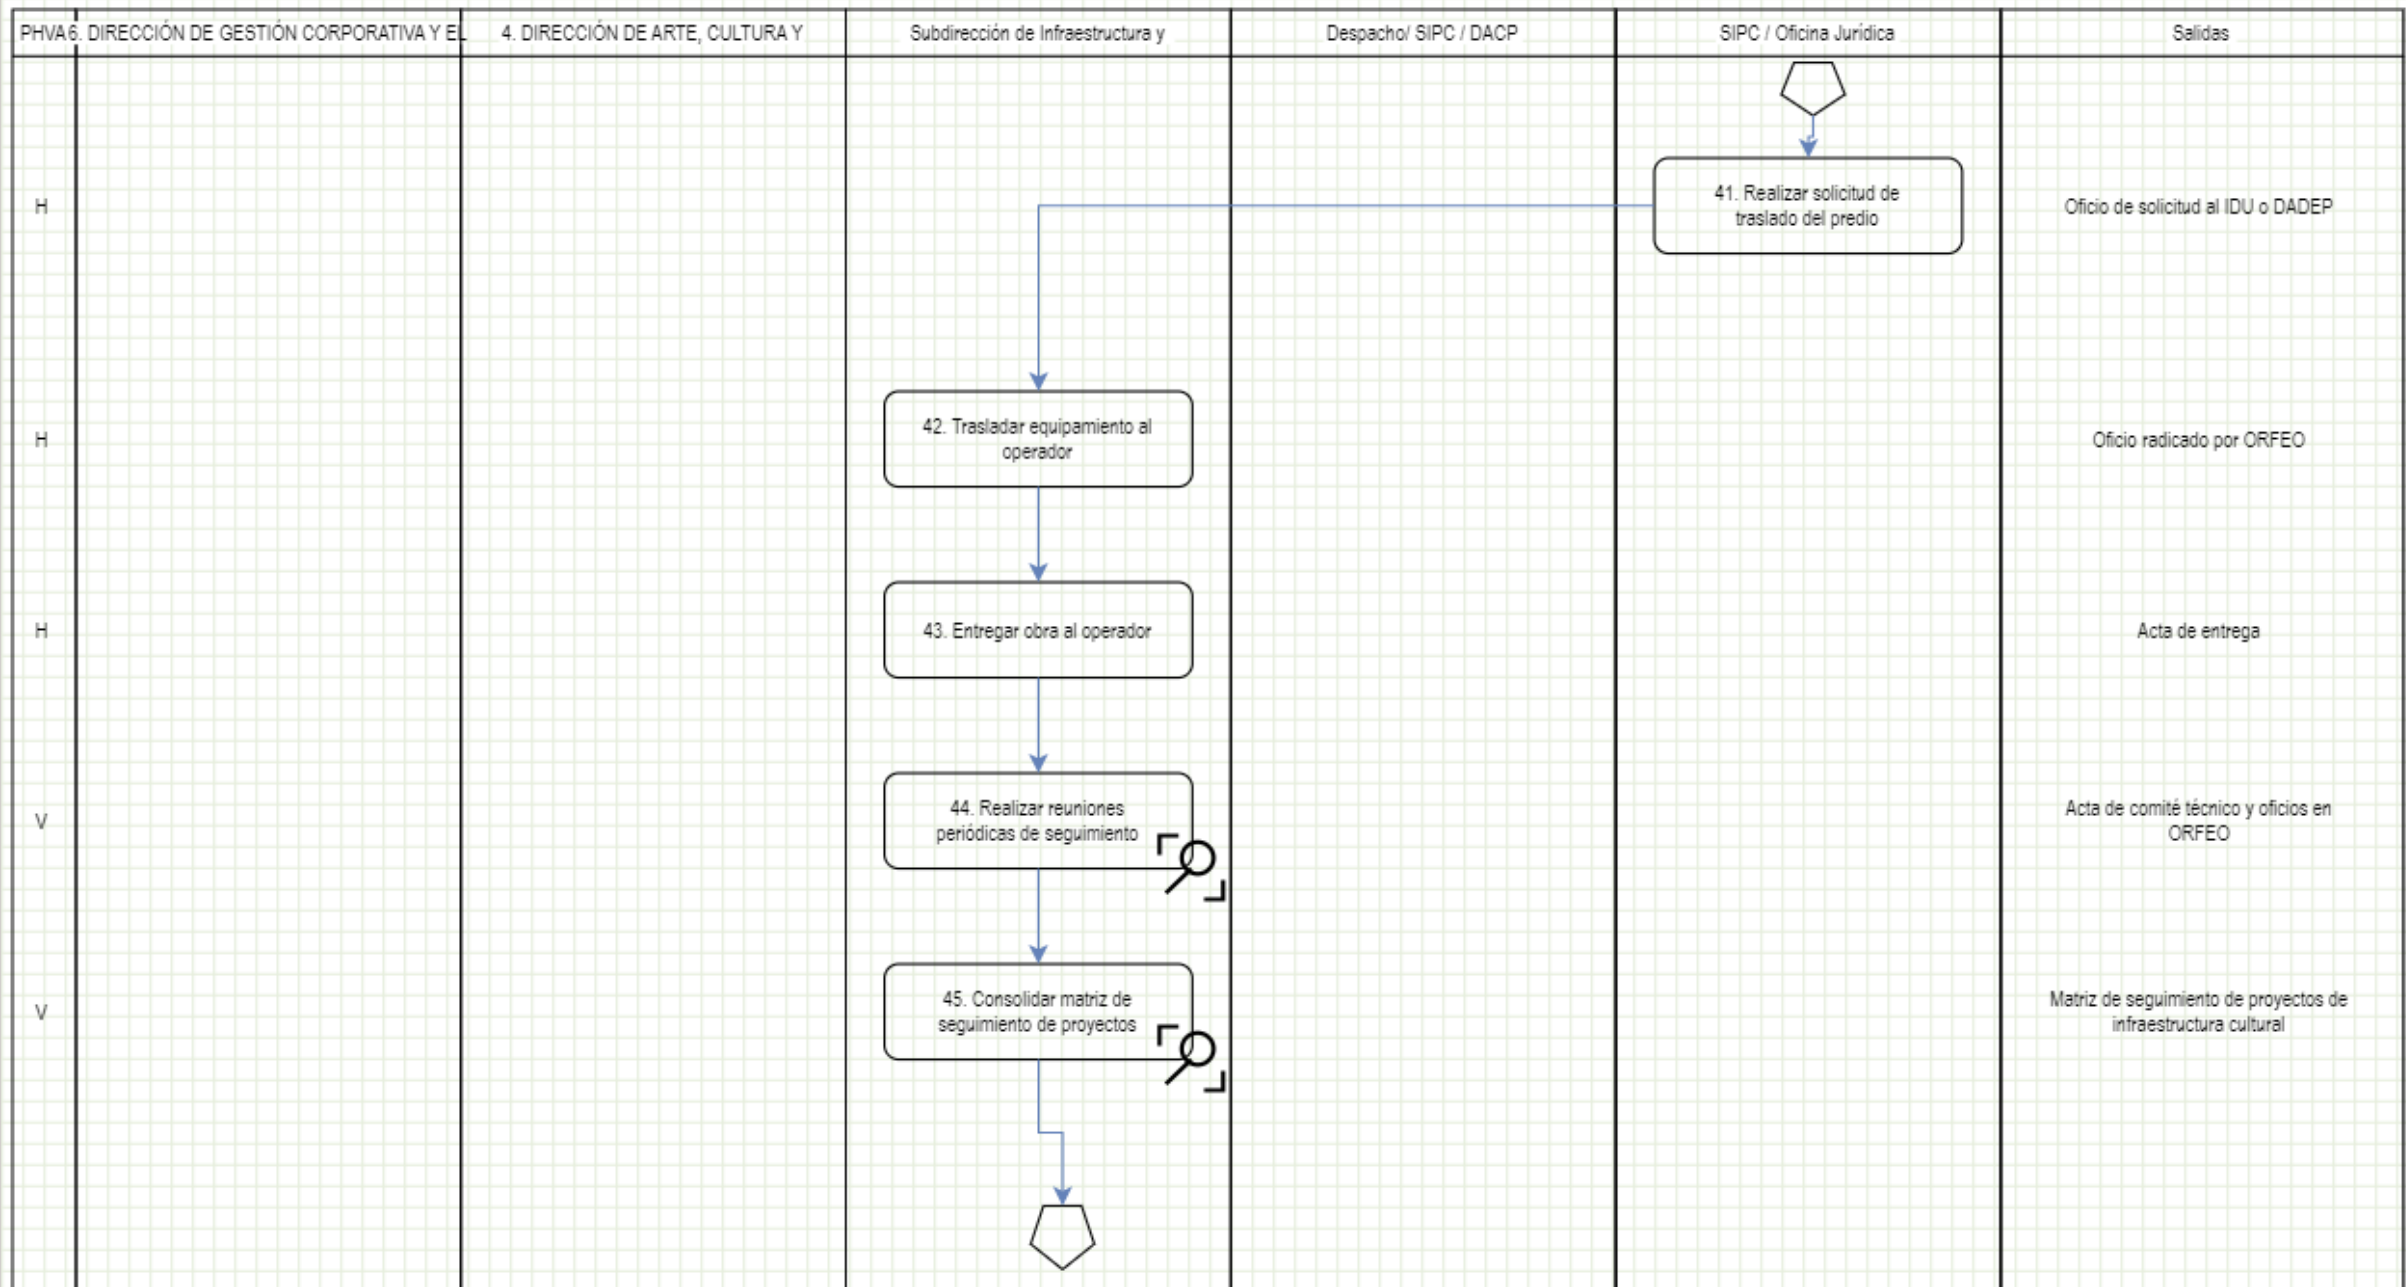 PHVA
6. DIRECCIÓN DE GESTIÓN CORPORATIVA Y EL
4. DIRECCIÓN DE ARTE, CULTURA Y
Subdirección de Infraestructura y
Despacho/ SIPC / DACP
SIPC / Oficina Jurídica
Salidas
H
41. Realizar solicitud de
traslado del predio
Oficio de solicitud al IDU o DADEP
H
42. Trasladar equipamiento al
operador
Oficio radicado por ORFEO
H
43. Entregar obra al operador
Acta de entrega
V
44. Realizar reuniones
periódicas de seguimiento
Acta de comité técnico y oficios en
ORFEO
V
45. Consolidar matriz de
seguimiento de proyectos
Matriz de seguimiento de proyectos de
infraestructura cultural